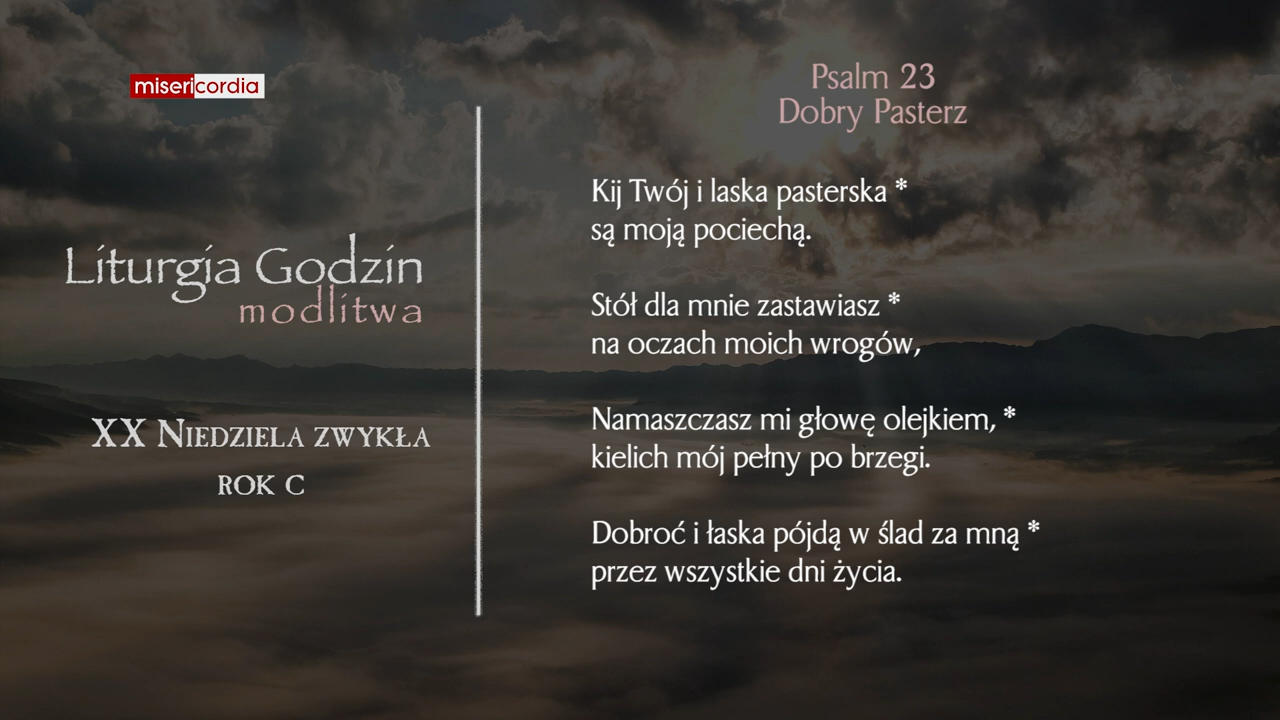 misericordia
Liturgia Godzin
modlitwa
XX Niedziela zwykła
rok C
Psalm 23
Dobry Pasterz
Kij Twój i laska pasterska *
są moją pociechą.
Stół dla mnie zastawiasz *
na oczach moich wrogów,
Namaszczasz mi głowę olejkiem, *
kielich mój pełny po brzegi.
Dobroć i łaska pójdą w ślad za mną *
przez wszystkie dni życia.